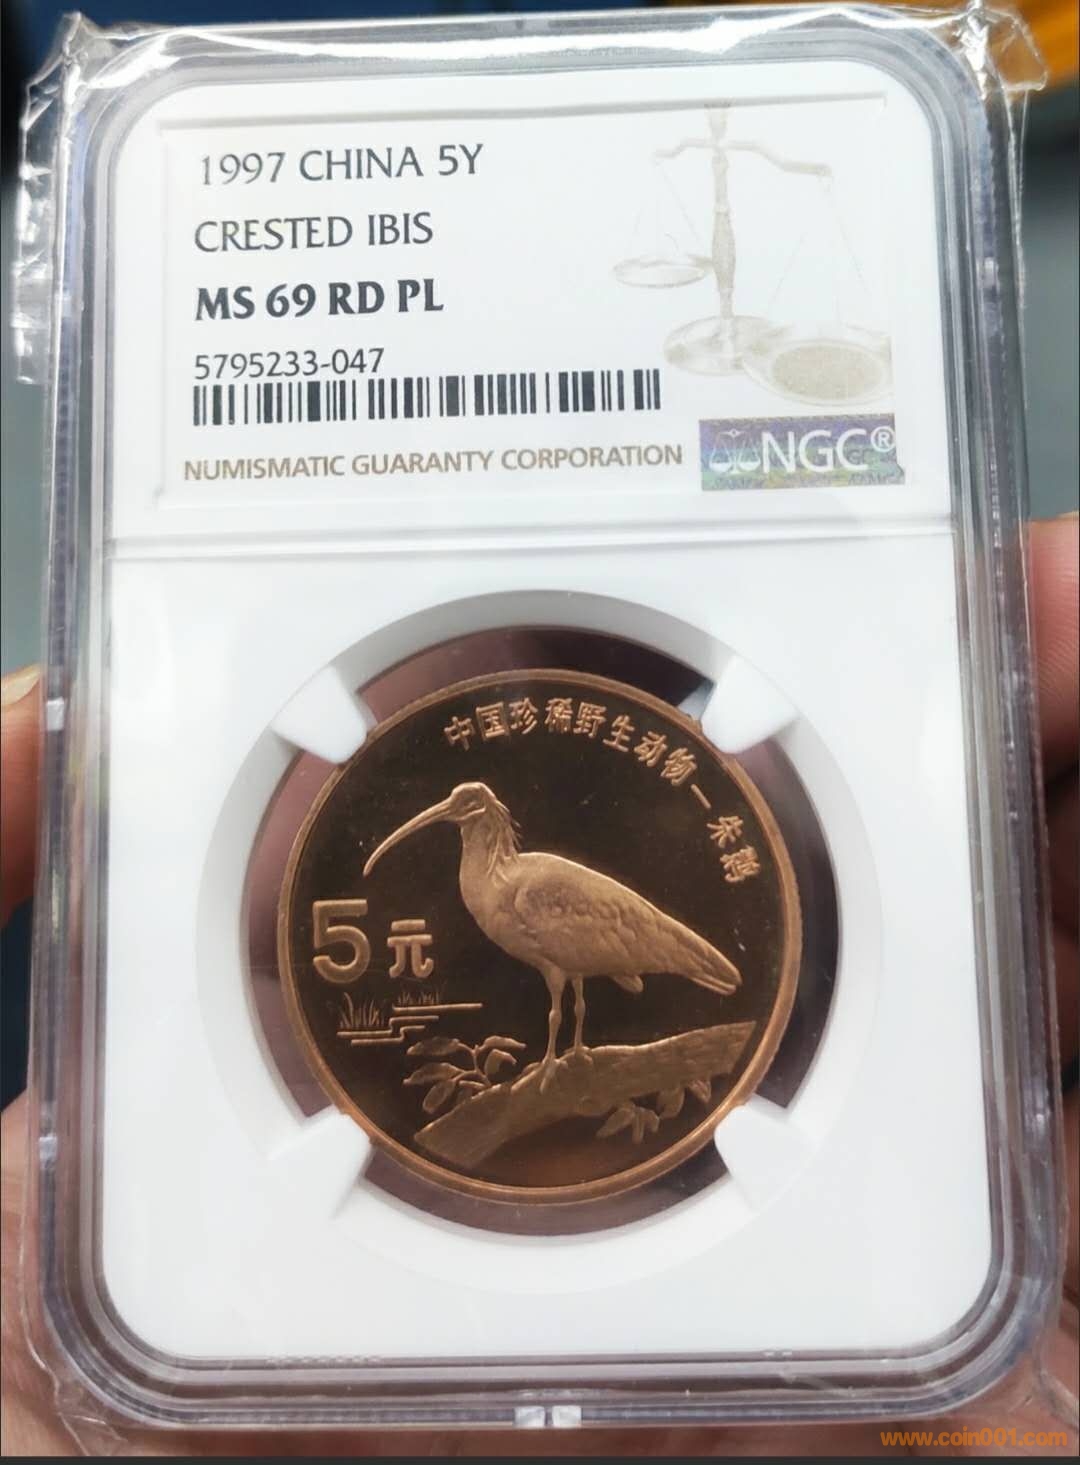 1997 CHINA 5Y
CRESTED IBIS
MS 69 RD PL
5795233-047
NUMISMATIC GUARANTY CORPORATION
NGC®
中国珍稀野生动物—朱鹮
5元
www.coin001.com